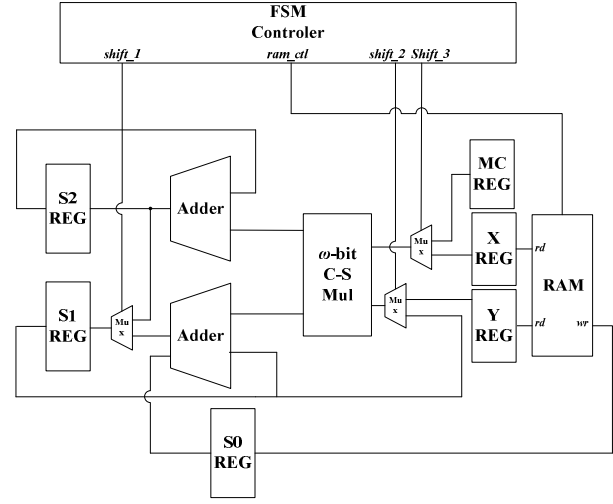 FSM
Controler
shift_1
ram_ctl
shift_2
Shift_3
S2
REG
Adder
MC
REG
ω-bit
C-S
Mul
Mu
x
X
REG
rd
RAM
S1
REG
Mu
x
Adder
Mu
x
Y
REG
rd
wr
S0
REG